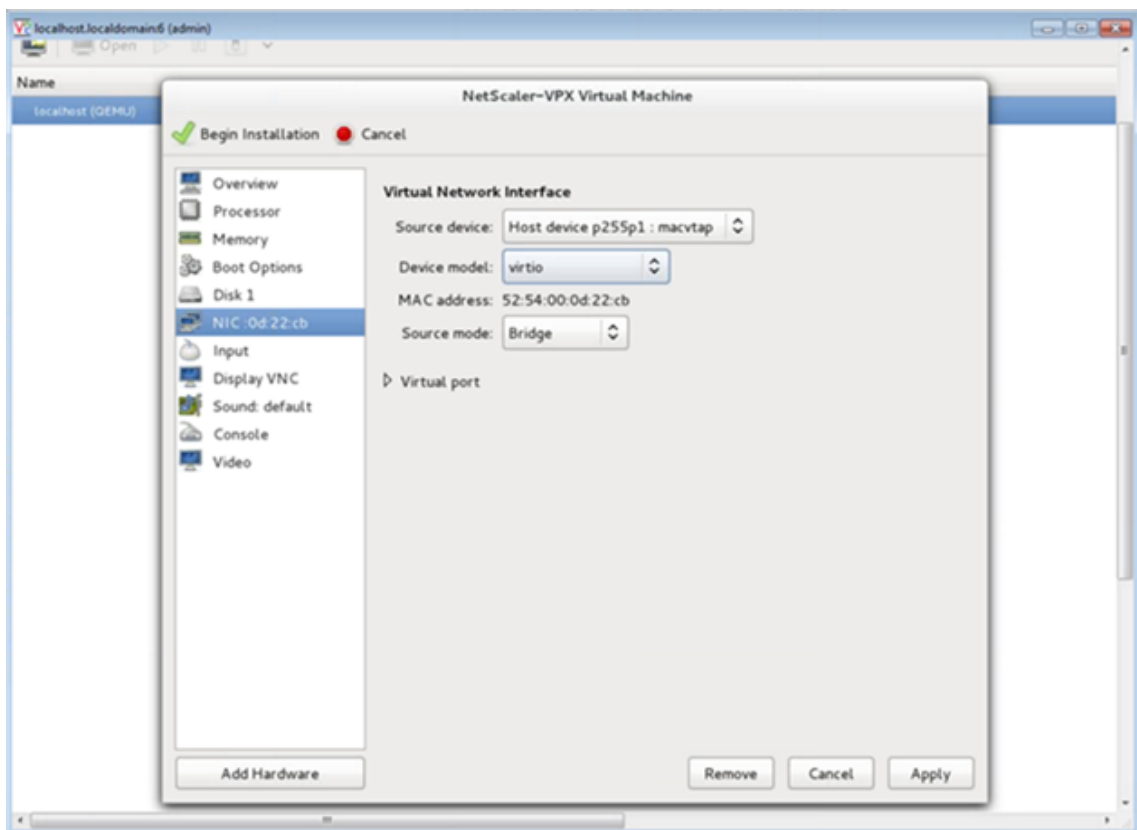 localhost.localdomain:6 (admin)
Open
Name
localhost (QEMU)
NetScaler-VPX Virtual Machine
Begin Installation
Cancel
Overview
Processor
Memory
Boot Options
Disk 1
NIC :0d:22:cb
Input
Display VNC
Sound: default
Console
Video
Virtual Network Interface
Source device: Host device p255p1 : macvtap
Device model: virtio
MAC address: 52:54:00:0d:22:cb
Source mode: Bridge
Virtual port
Add Hardware
Remove
Cancel
Apply